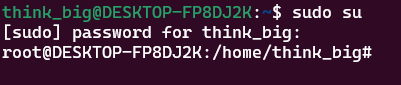 think_big@DESKTOP-FP8DJ2K:~$ sudo su
[sudo] password for think_big:
root@DESKTOP-FP8DJ2K:/home/think_big#